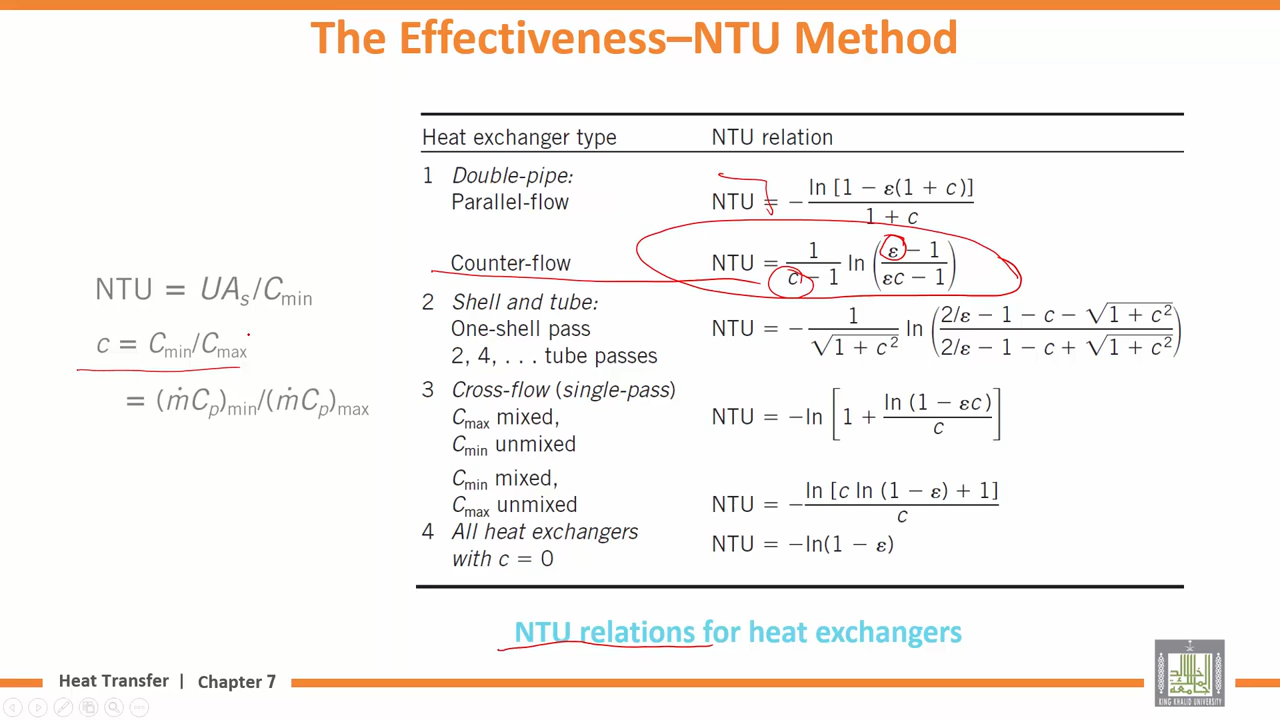 The Effectiveness–NTU Method
Heat exchanger type NTU relation
1 Double-pipe:
Parallel-flow NTU = − ln [1 − ε(1 + c)] / 1 + c
Counter-flow NTU = 1 / c − 1 ln (ε − 1 / εc − 1)
2 Shell and tube:
One-shell pass
2, 4, . . . tube passes NTU = − 1 / √1 + c² ln (2/ε − 1 − c − √1 + c² / 2/ε − 1 − c + √1 + c²)
3 Cross-flow (single-pass)
Cmax mixed,
Cmin unmixed NTU = −ln [1 + ln (1 − εc) / c]
Cmin mixed,
Cmax unmixed NTU = − ln [c ln (1 − ε) + 1] / c
4 All heat exchangers
with c = 0 NTU = −ln(1 − ε)
NTU = UAs/Cmin
c = Cmin/Cmax
= (ṁCp)min/(ṁCp)max
NTU relations for heat exchangers
Heat Transfer | Chapter 7
KING KHALID UNIVERSITY